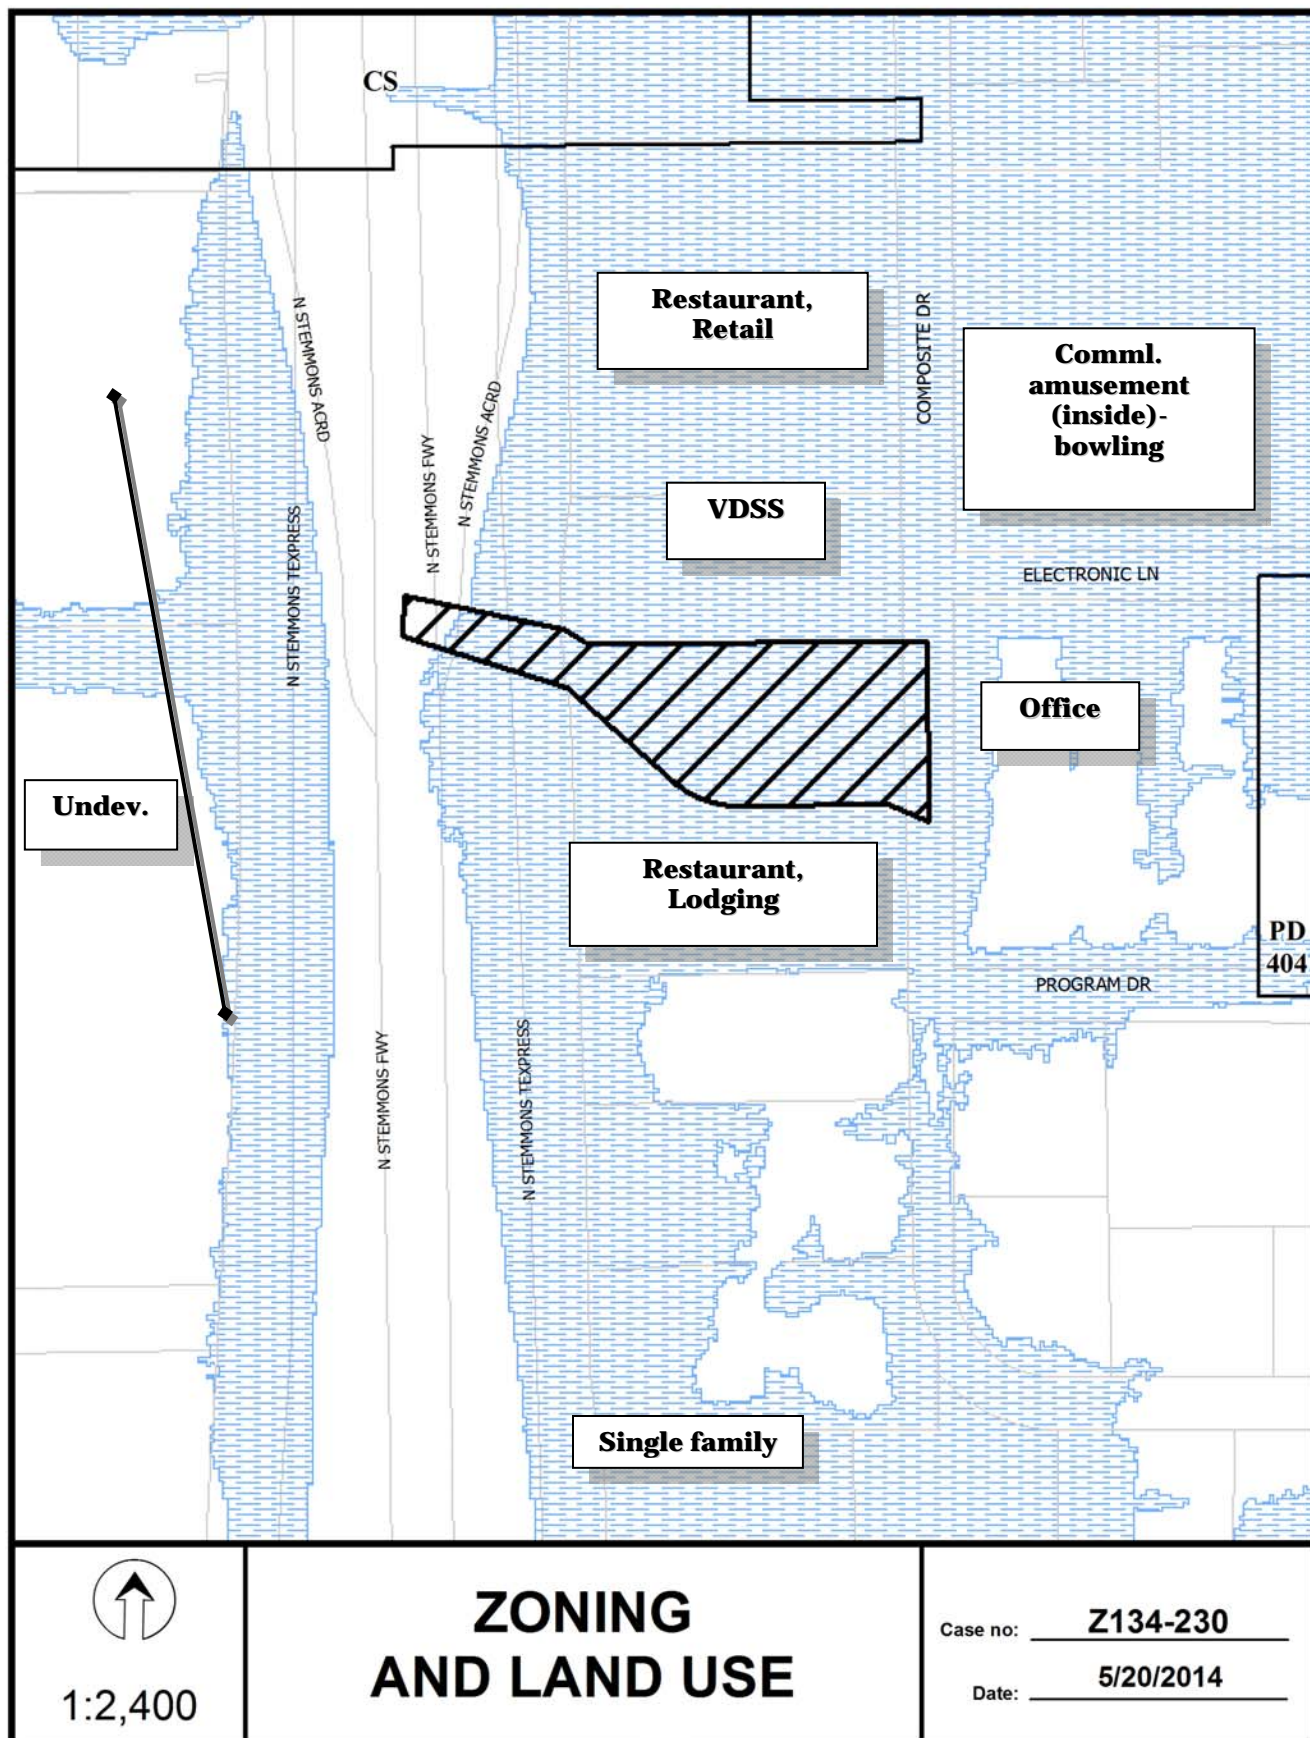 CS
Restaurant,
Retail
COMPOSITE DR
Comml.
amusement
(inside)-
bowling
N STEMMONS ACRD
N STEMMONS FWY
N STEMMONS ACRD
VDSS
N STEMMONS TEXPRESS
ELECTRONIC LN
Office
Undev.
Restaurant,
Lodging
PD
404
PROGRAM DR
N STEMMONS FWY
N STEMMONS TEXPRESS
Single family
1:2,400
ZONING
AND LAND USE
Case no: Z134-230
Date: 5/20/2014